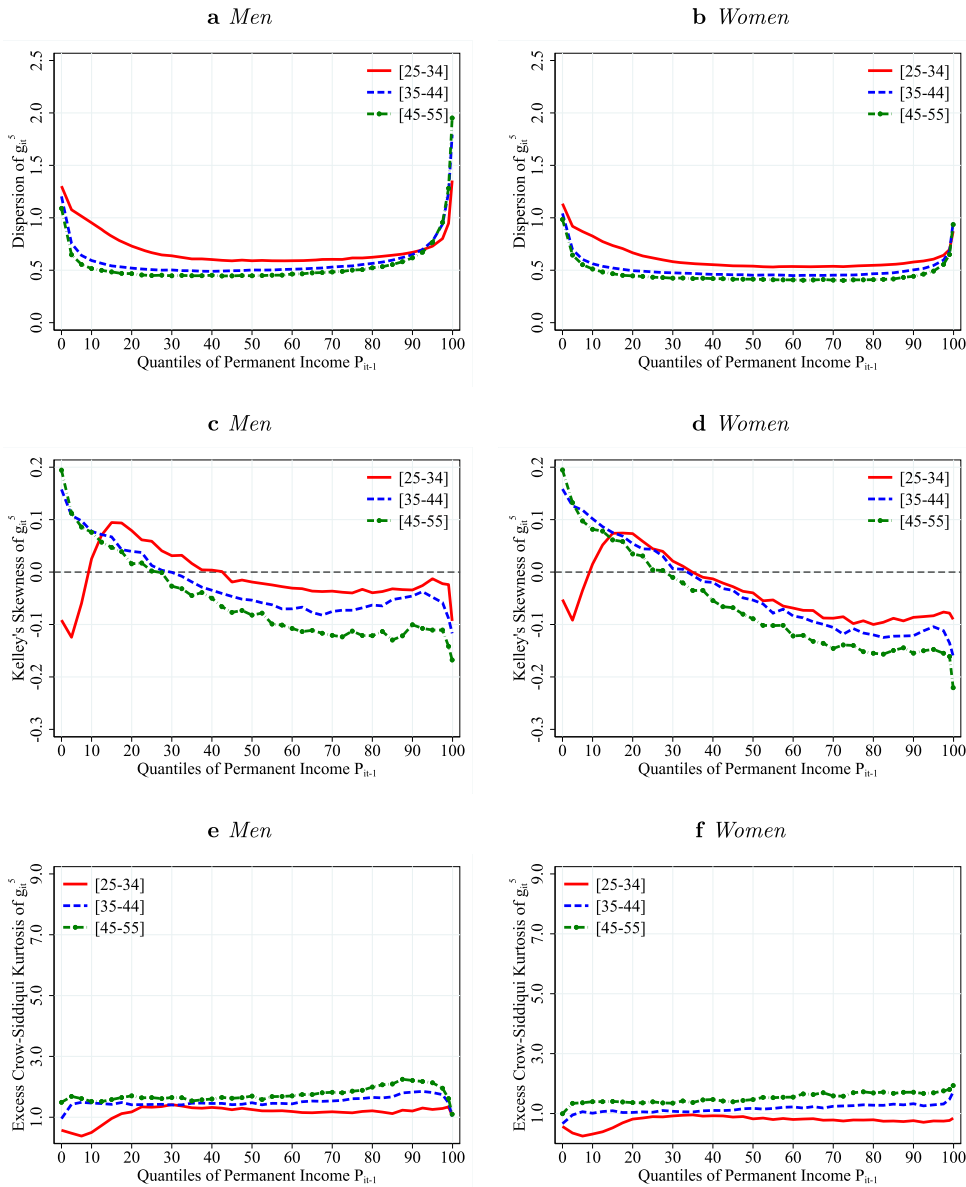 a Men
b Women
Dispersion of g_it^5
2.5
2.0
1.5
1.0
0.5
0.0
[25-34]
[35-44]
[45-55]
0 10 20 30 40 50 60 70 80 90 100
Quantiles of Permanent Income P_it-1
Dispersion of g_it^5
2.5
2.0
1.5
1.0
0.5
0.0
[25-34]
[35-44]
[45-55]
0 10 20 30 40 50 60 70 80 90 100
Quantiles of Permanent Income P_it-1
c Men
d Women
Kelley's Skewness of g_it^5
0.2
0.1
0.0
-0.1
-0.2
-0.3
[25-34]
[35-44]
[45-55]
0 10 20 30 40 50 60 70 80 90 100
Quantiles of Permanent Income P_it-1
Kelley's Skewness of g_it^5
0.2
0.1
0.0
-0.1
-0.2
-0.3
[25-34]
[35-44]
[45-55]
0 10 20 30 40 50 60 70 80 90 100
Quantiles of Permanent Income P_it-1
e Men
f Women
Excess Crow-Siddiqui Kurtosis of g_it^5
9.0
7.0
5.0
3.0
1.0
[25-34]
[35-44]
[45-55]
0 10 20 30 40 50 60 70 80 90 100
Quantiles of Permanent Income P_it-1
Excess Crow-Siddiqui Kurtosis of g_it^5
9.0
7.0
5.0
3.0
1.0
[25-34]
[35-44]
[45-55]
0 10 20 30 40 50 60 70 80 90 100
Quantiles of Permanent Income P_it-1